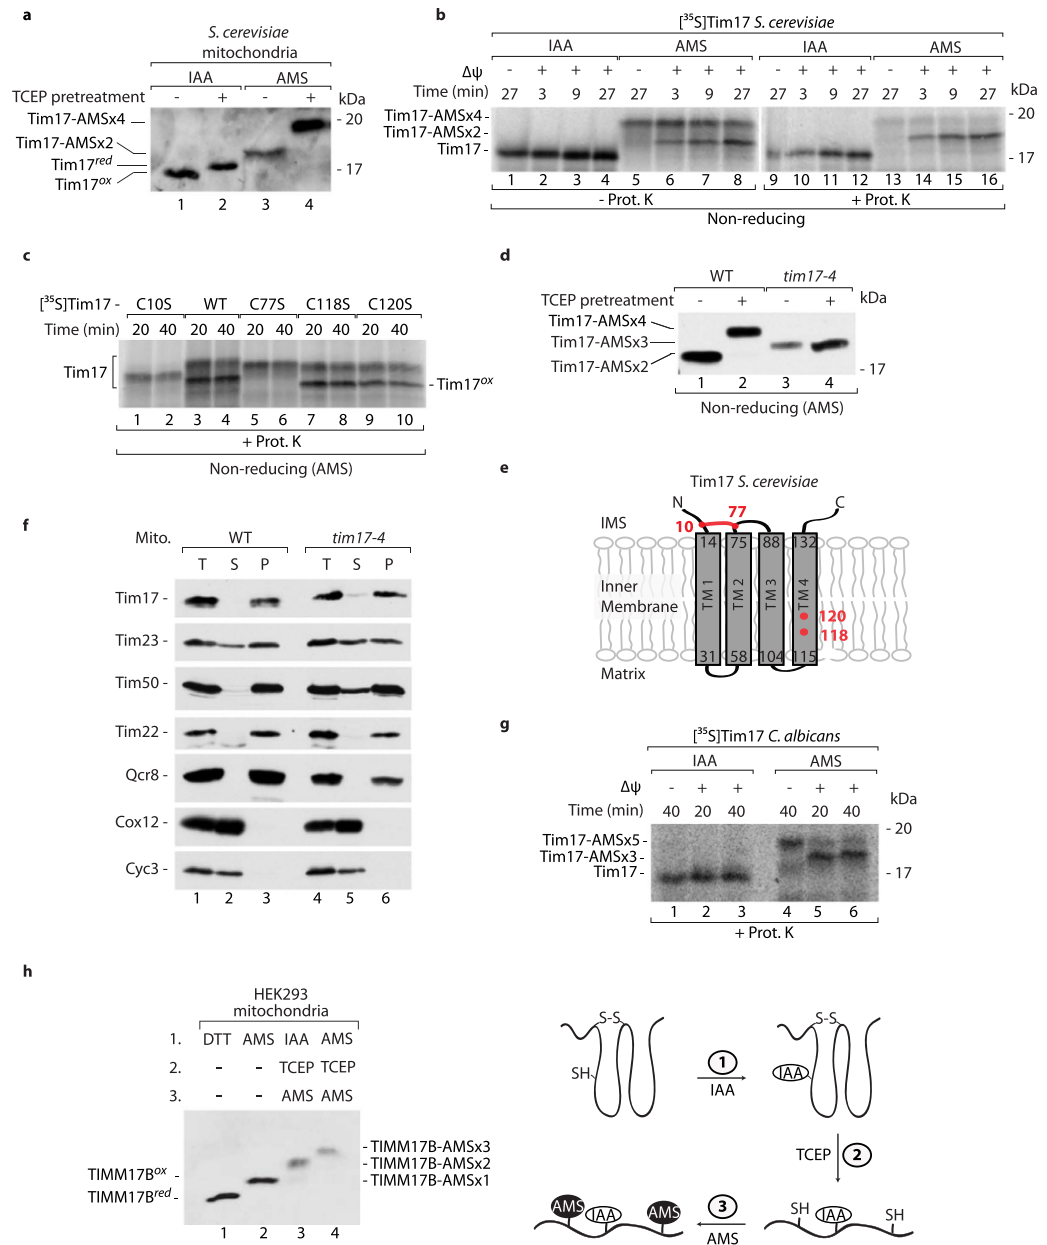 a
S. cerevisiae
mitochondria
IAA AMS
TCEP pretreatment - + - + kDa
Tim17-AMSx4 - 20
Tim17-AMSx2
Tim17red
Tim17ox - 17
1 2 3 4
b
[35S]Tim17 S. cerevisiae
IAA AMS IAA AMS
Δψ - + + + - + + + - + + + - + + +
Time (min) 27 3 9 27 27 3 9 27 27 3 9 27 27 3 9 27 kDa
Tim17-AMSx4 - - 20
Tim17-AMSx2 -
Tim17 - - 17
1 2 3 4 5 6 7 8 9 10 11 12 13 14 15 16
- Prot. K + Prot. K
Non-reducing
c
[35S]Tim17 - C10S WT C77S C118S C120S
Time (min) 20 40 20 40 20 40 20 40 20 40
Tim17
- Tim17ox
1 2 3 4 5 6 7 8 9 10
+ Prot. K
Non-reducing (AMS)
d
WT tim17-4
TCEP pretreatment - + - + kDa
Tim17-AMSx4
Tim17-AMSx3
Tim17-AMSx2 - 17
1 2 3 4
Non-reducing (AMS)
e
Tim17 S. cerevisiae
N C
77
IMS 10
14 75 88 132
Inner
Membrane
TM 1 TM 2 TM 3 TM 4
120
118
31 58 104 115
Matrix
f
Mito. WT tim17-4
T S P T S P
Tim17 -
Tim23 -
Tim50 -
Tim22 -
Qcr8 -
Cox12 -
Cyc3 -
1 2 3 4 5 6
g
[35S]Tim17 C. albicans
IAA AMS
Δψ - + + - + +
Time (min) 40 20 40 40 20 40 kDa
- 20
Tim17-AMSx5 -
Tim17-AMSx3 -
Tim17 - - 17
1 2 3 4 5 6
+ Prot. K
h
HEK293
mitochondria
1. DTT AMS IAA AMS
2. - - TCEP TCEP
3. - - AMS AMS
- TIMM17B-AMSx3
- TIMM17B-AMSx2
TIMM17Box - - TIMM17B-AMSx1
TIMM17Bred -
1 2 3 4
S-S
SH
1
IAA
S-S
IAA
TCEP 2
SH IAA SH
3
AMS
AMS IAA AMS